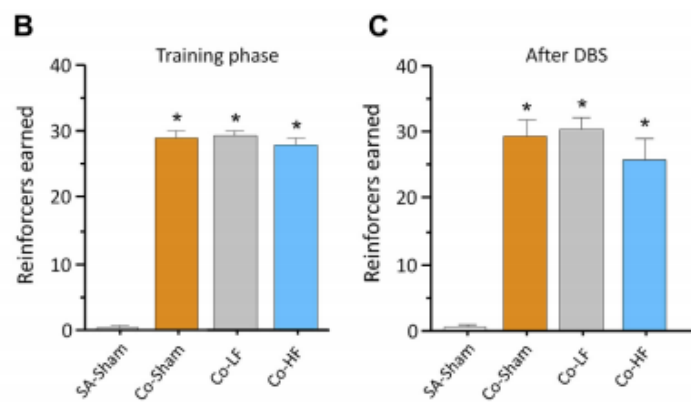 B
Training phase
Reinforcers earned
40
30
20
10
0
* * *
SA-Sham
Co-Sham
Co-LF
Co-HF
C
After DBS
Reinforcers earned
40
30
20
10
0
* * *
SA-Sham
Co-Sham
Co-LF
Co-HF